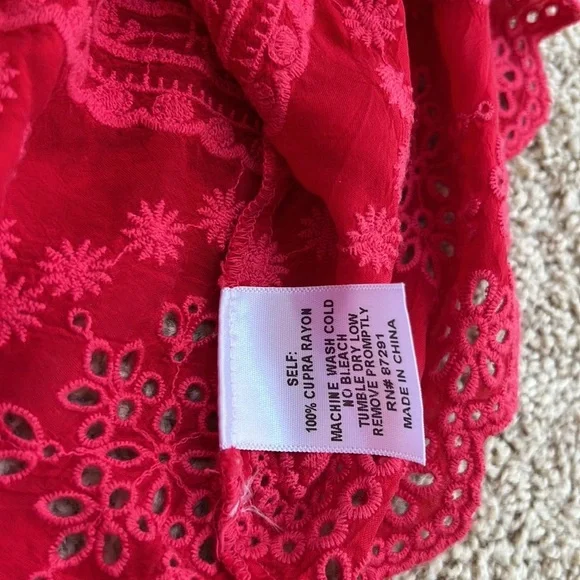 SELF:
100% CUPRA RAYON
MACHINE WASH COLD
NO BLEACH
TUMBLE DRY LOW
REMOVE PROMPTLY
RN# 87291
MADE IN CHINA